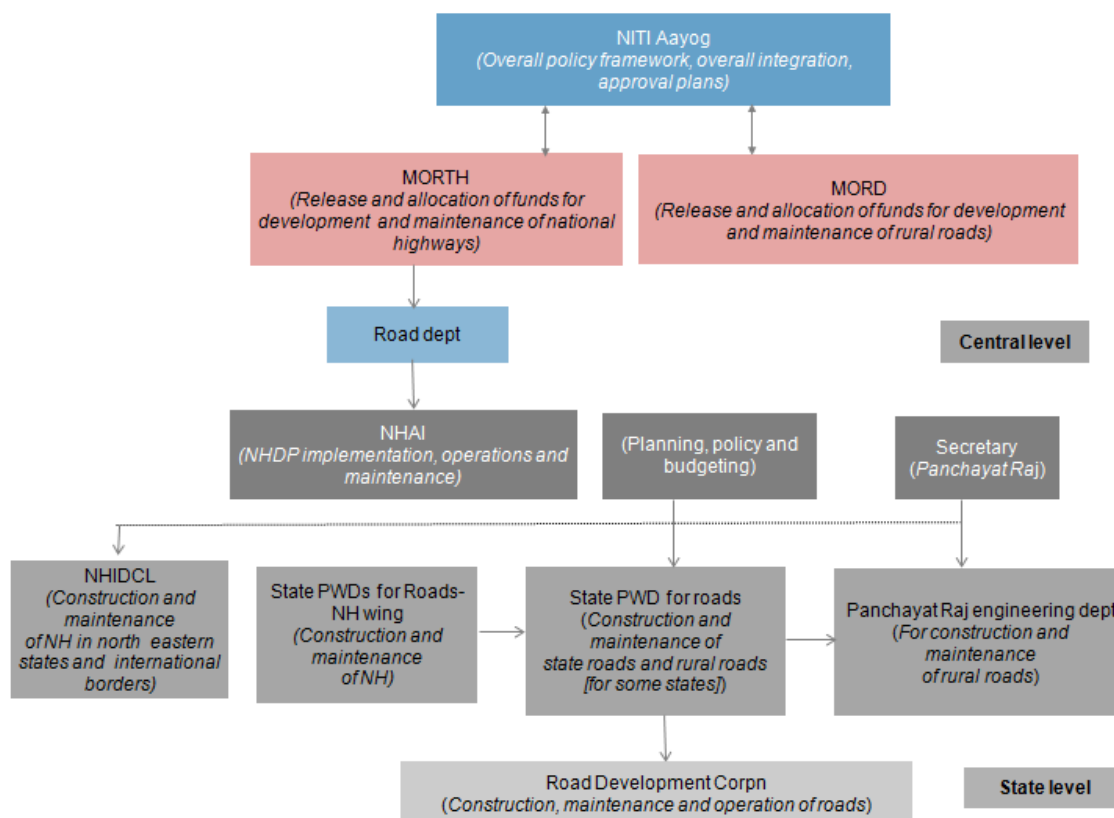 NITI Aayog
(Overall policy framework, overall integration,
approval plans)
MORTH
(Release and allocation of funds for
development and maintenance of national
highways)
MORD
(Release and allocation of funds for development
and maintenance of rural roads)
Road dept
Central level
NHAI
(NHDP implementation, operations and
maintenance)
(Planning, policy and
budgeting)
Secretary
(Panchayat Raj)
NHIDCL
(Construction and
maintenance
of NH in north eastern
states and international
borders)
State PWDs for Roads-
NH wing
(Construction and
maintenance
of NH)
State PWD for roads
(Construction and
maintenance of
state roads and rural roads
[for some states])
Panchayat Raj engineering dept
(For construction and
maintenance
of rural roads)
Road Development Corpn
(Construction, maintenance and operation of roads)
State level